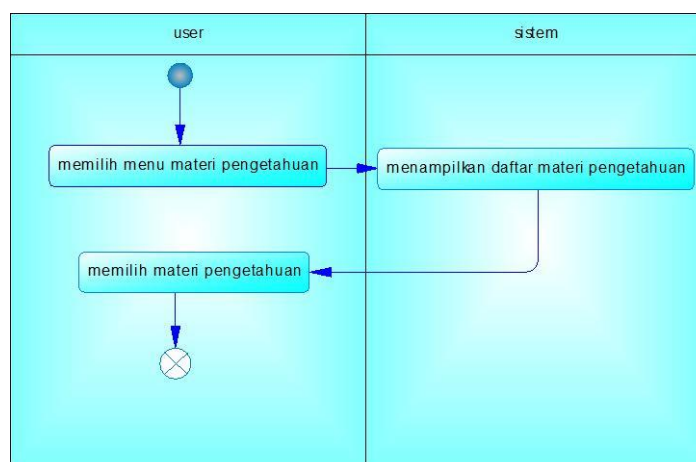 user
sistem
memilih menu materi pengetahuan
menampilkan daftar materi pengetahuan
memilih materi pengetahuan